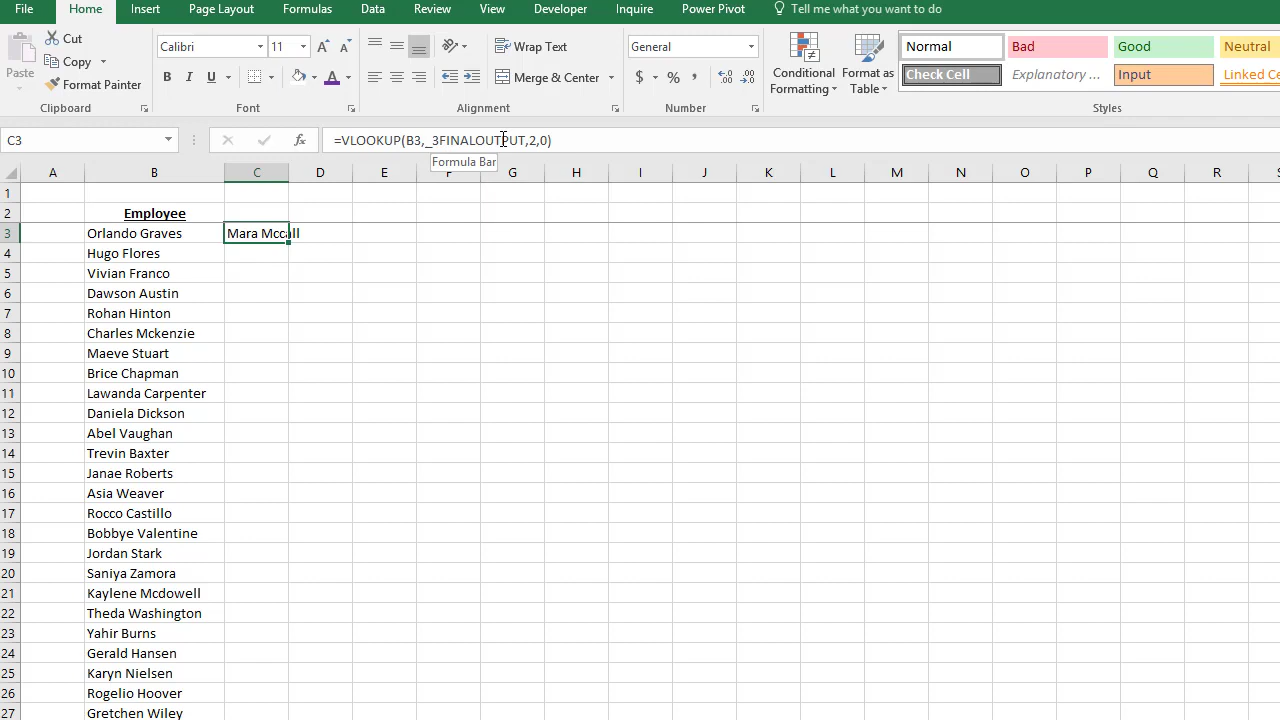 File Home Insert Page Layout Formulas Data Review View Developer Inquire Power Pivot Tell me what you want to do
Paste
Cut
Copy
Format Painter
Clipboard
Calibri 11
B I U
Font
Wrap Text
Merge & Center
Alignment
General
$ % ,
Number
Conditional
Formatting
Format as
Table
Normal Bad Good Neutral
Check Cell Explanatory ... Input Linked Ce
Styles
C3 fx =VLOOKUP(B3,_3FINALOUTPUT,2,0)
Formula Bar
A B C D E F G H I J K L M N O P Q R S
1
2 Employee
3 Orlando Graves Mara Mccall
4 Hugo Flores
5 Vivian Franco
6 Dawson Austin
7 Rohan Hinton
8 Charles Mckenzie
9 Maeve Stuart
10 Brice Chapman
11 Lawanda Carpenter
12 Daniela Dickson
13 Abel Vaughan
14 Trevin Baxter
15 Janae Roberts
16 Asia Weaver
17 Rocco Castillo
18 Bobbye Valentine
19 Jordan Stark
20 Saniya Zamora
21 Kaylene Mcdowell
22 Theda Washington
23 Yahir Burns
24 Gerald Hansen
25 Karyn Nielsen
26 Rogelio Hoover
27 Gretchen Wiley